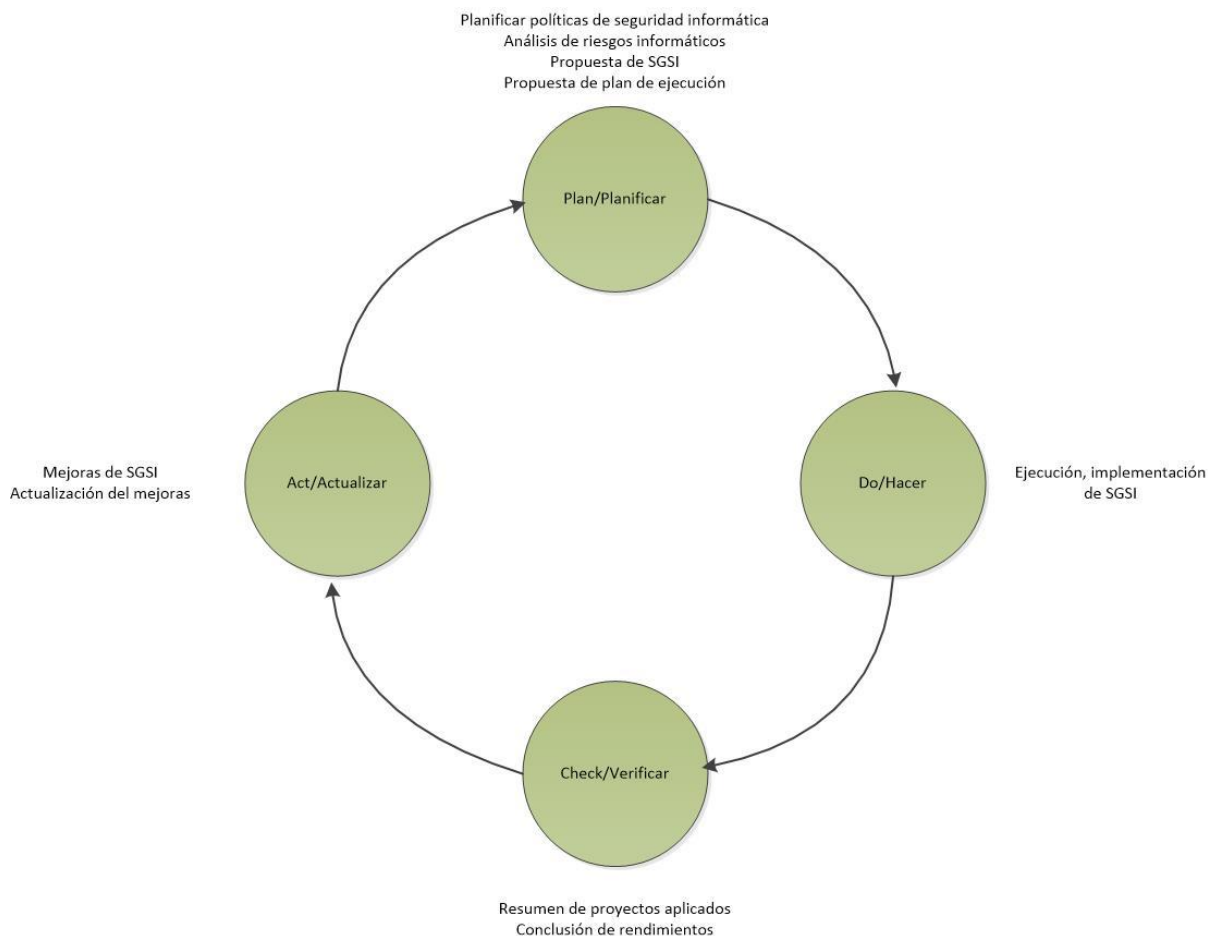 Planificar políticas de seguridad informática
Análisis de riesgos informáticos
Propuesta de SGSI
Propuesta de plan de ejecución
Plan/Planificar
Mejoras de SGSI
Actualización del mejoras
Act/Actualizar
Do/Hacer
Ejecución, implementación
de SGSI
Check/Verificar
Resumen de proyectos aplicados
Conclusión de rendimientos